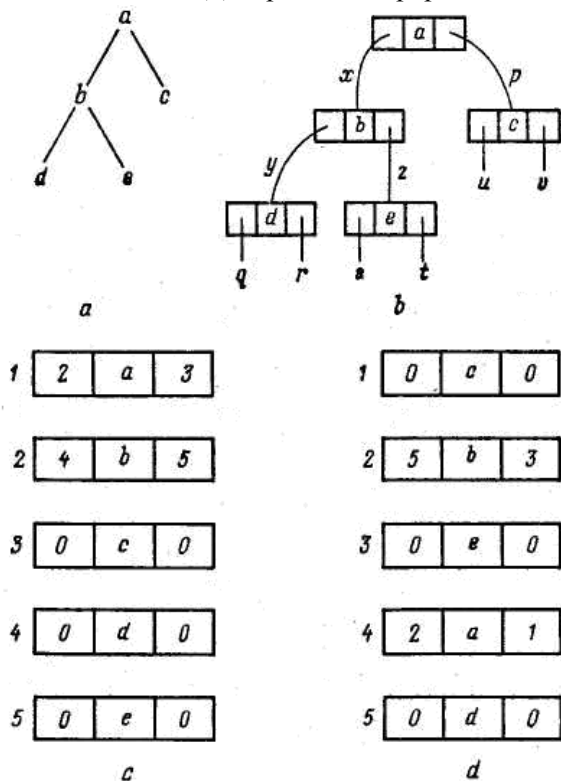 a
a
x p
b c
b c
y z u v
d e
d e
q r s t
a b
1 2 a 3
2 4 b 5
3 0 c 0
4 0 d 0
5 0 e 0
c
1 0 c 0
2 5 b 3
3 0 e 0
4 2 a 1
5 0 d 0
d